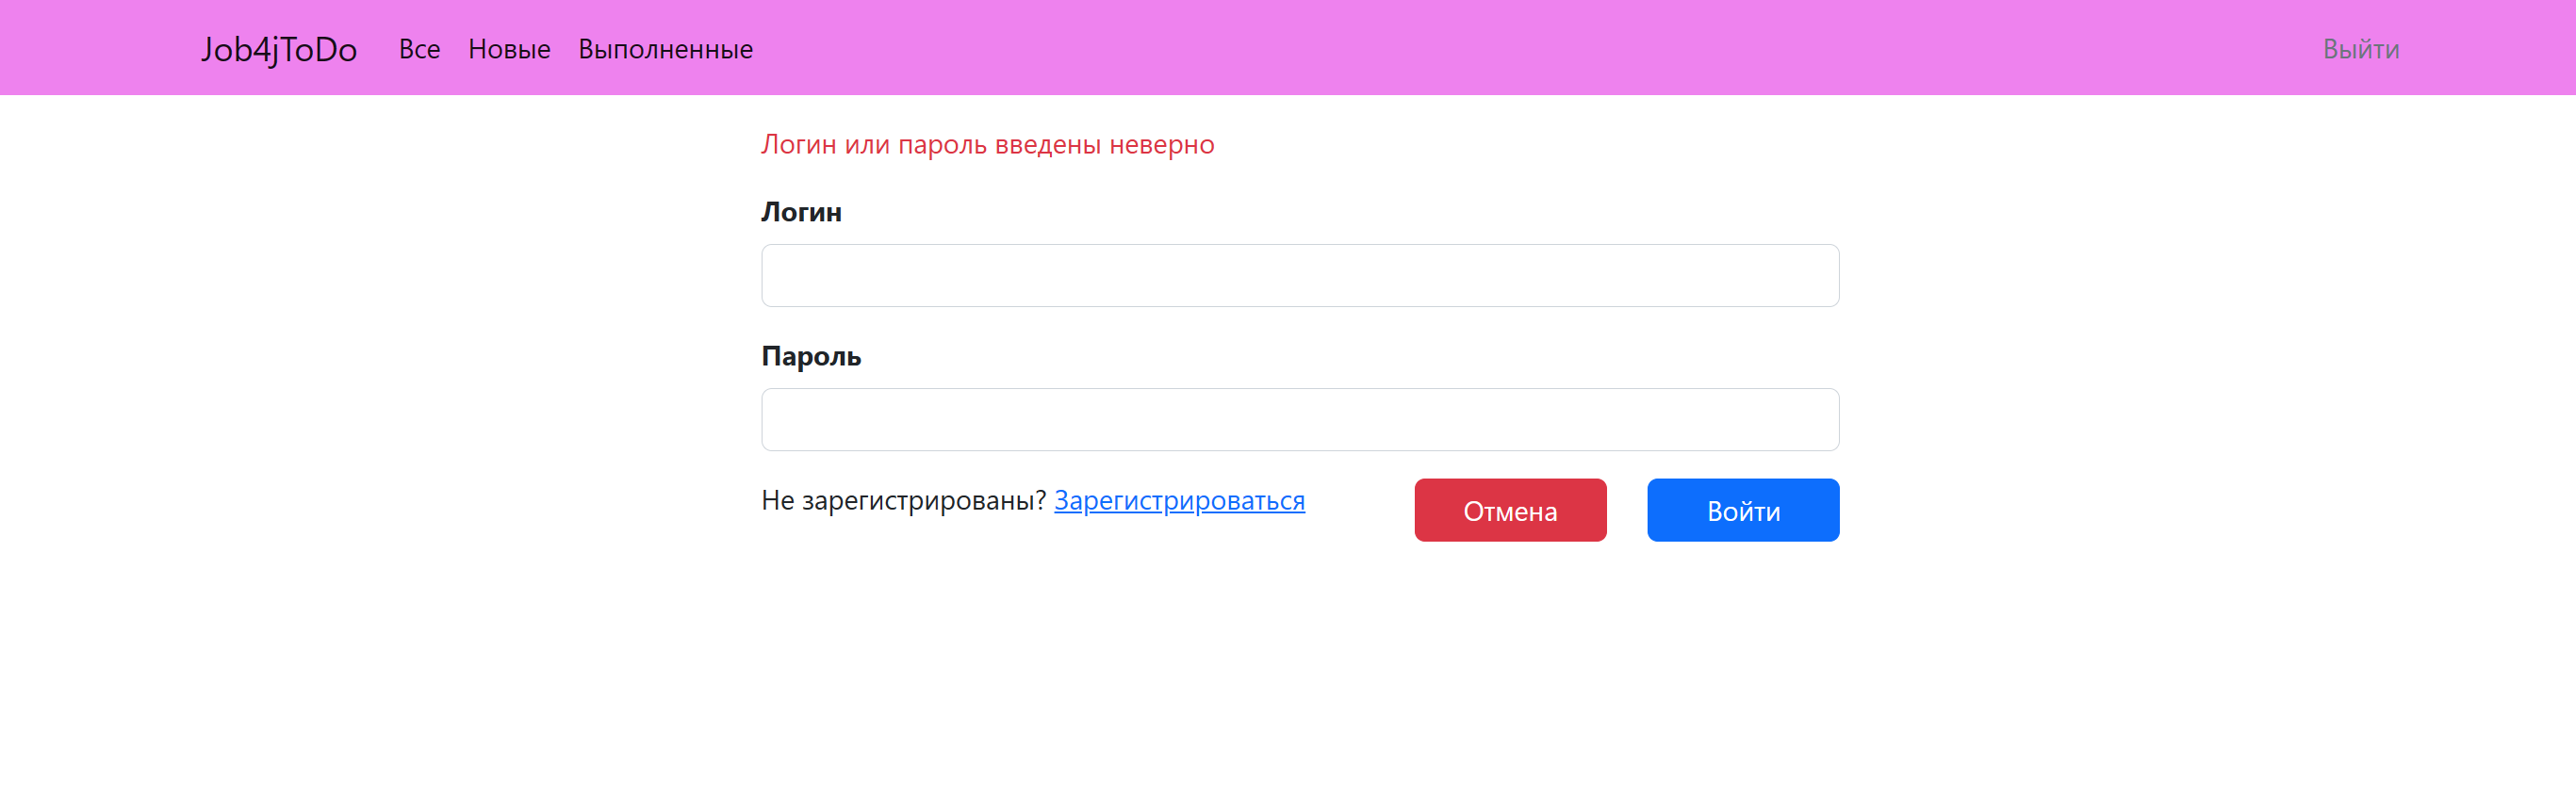 Job4jToDo Все Новые Выполненные Выйти
Логин или пароль введены неверно
Логин
Пароль
Не зарегистрированы? Зарегистрироваться Отмена Войти